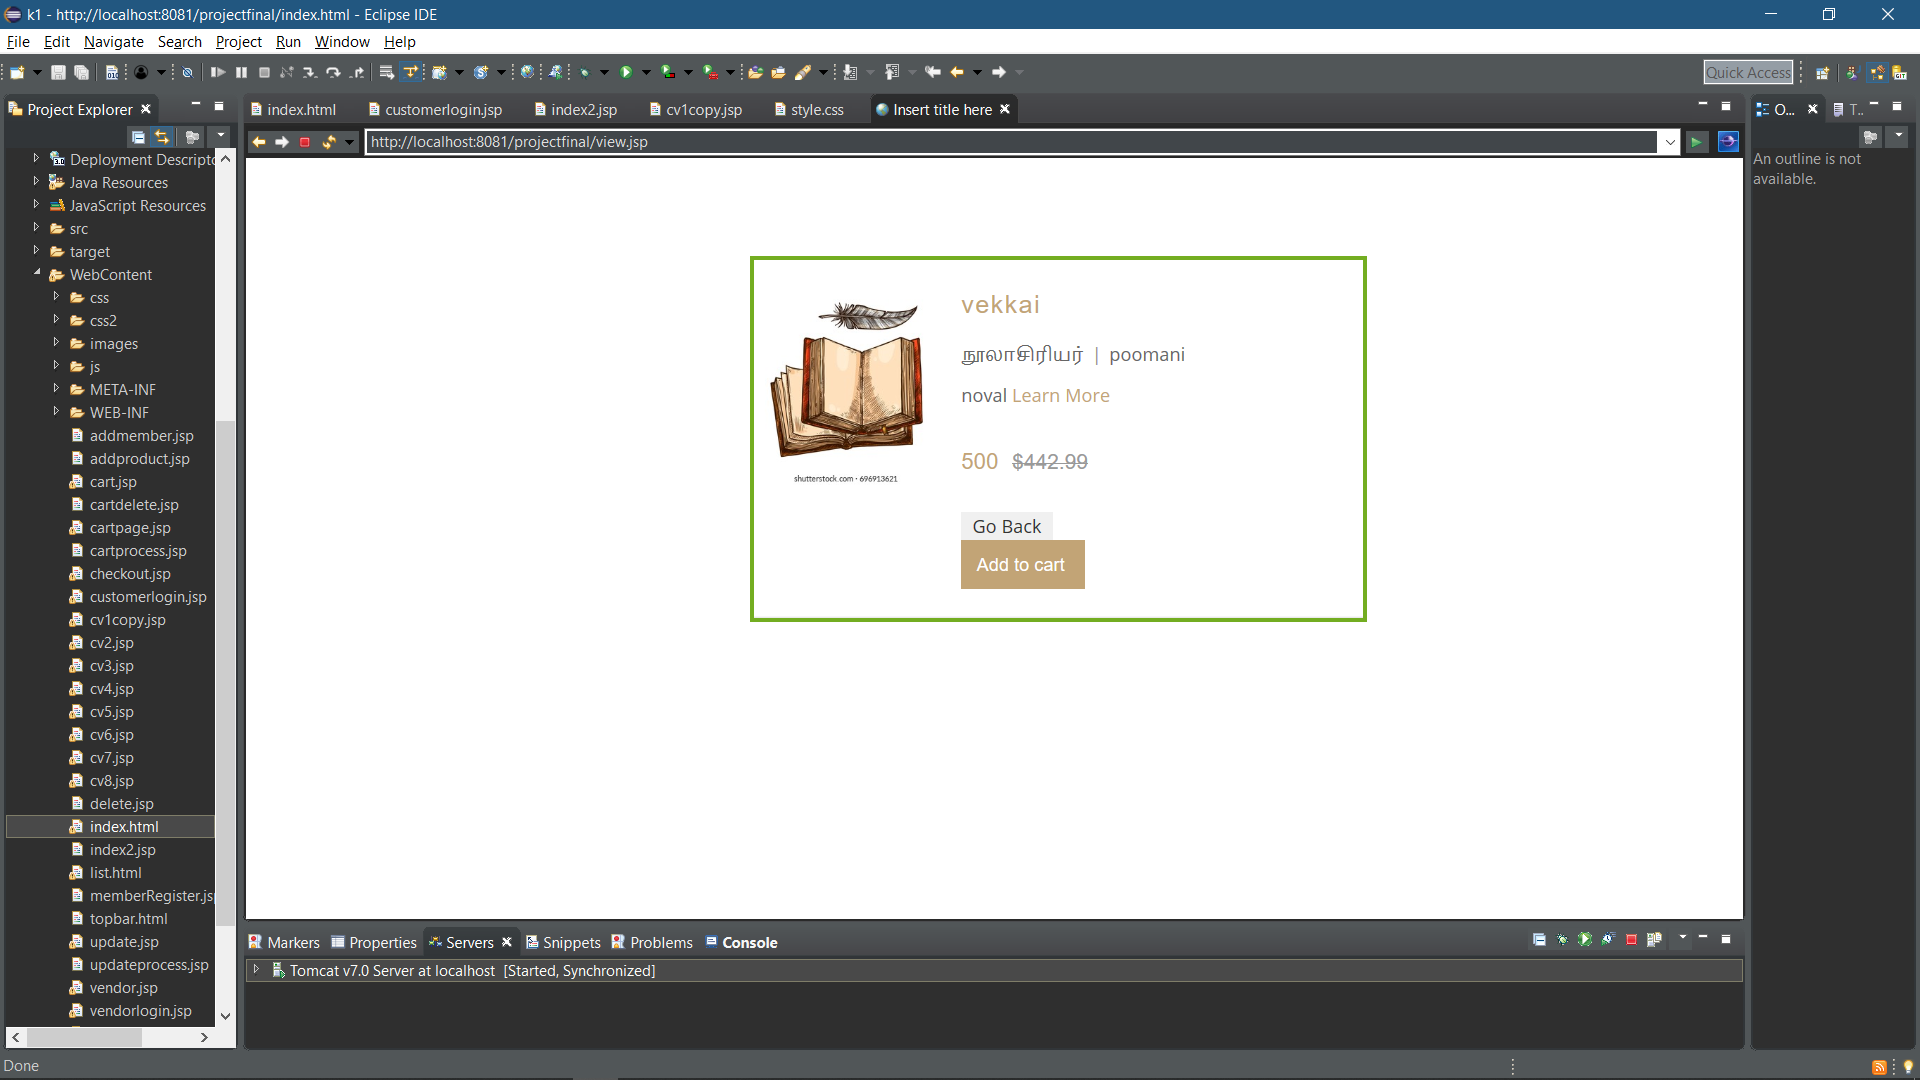 k1 - http://localhost:8081/projectfinal/index.html - Eclipse IDE
File Edit Navigate Search Project Run Window Help
Quick Access
Project Explorer
index.html customerlogin.jsp index2.jsp cv1copy.jsp style.css Insert title here
O... T..
http://localhost:8081/projectfinal/view.jsp
An outline is not
available.
Java Resources
JavaScript Resources
src
target
WebContent
css
css2
images
js
META-INF
WEB-INF
addmember.jsp
addproduct.jsp
cart.jsp
cartdelete.jsp
cartpage.jsp
cartprocess.jsp
checkout.jsp
customerlogin.jsp
cv1copy.jsp
cv2.jsp
cv3.jsp
cv4.jsp
cv5.jsp
cv6.jsp
cv7.jsp
cv8.jsp
delete.jsp
index.html
index2.jsp
list.html
memberRegister.jsp
topbar.html
update.jsp
updateprocess.jsp
vendor.jsp
vendorlogin.jsp
vekkai
நூலாசிரியர் | poomani
noval Learn More
500 $442.99
Go Back
Add to cart
shutterstock.com · 696913621
Markers Properties Servers Snippets Problems Console
Tomcat v7.0 Server at localhost [Started, Synchronized]
Done